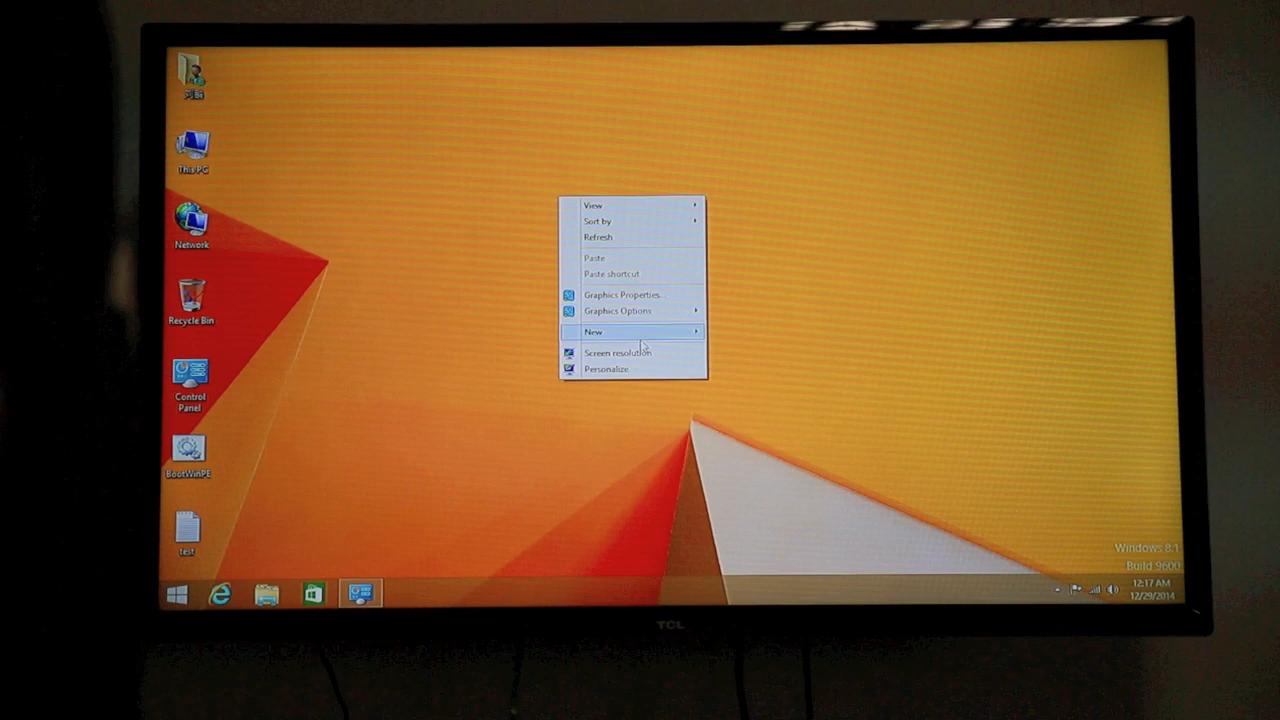 This PC
Network
Recycle Bin
Control
Panel
BootWinPE
test
View
Sort by
Refresh
Paste
Paste shortcut
Graphics Properties...
Graphics Options
New
Screen resolution
Personalize
Windows 8.1
Build 9600
12:17 AM
12/29/2014
TCL